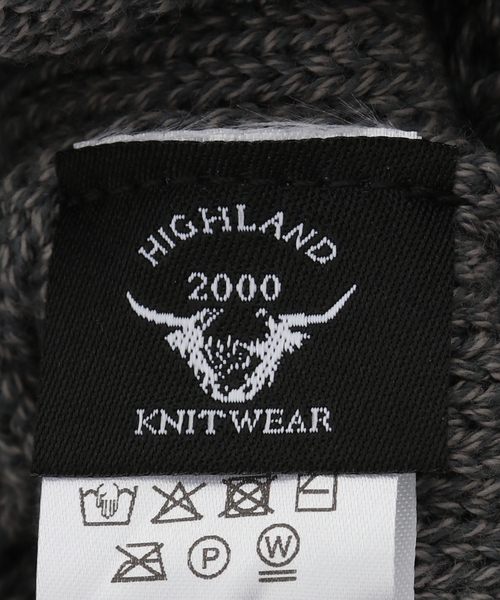 HIGHLAND
2000
KNITWEAR
P
W